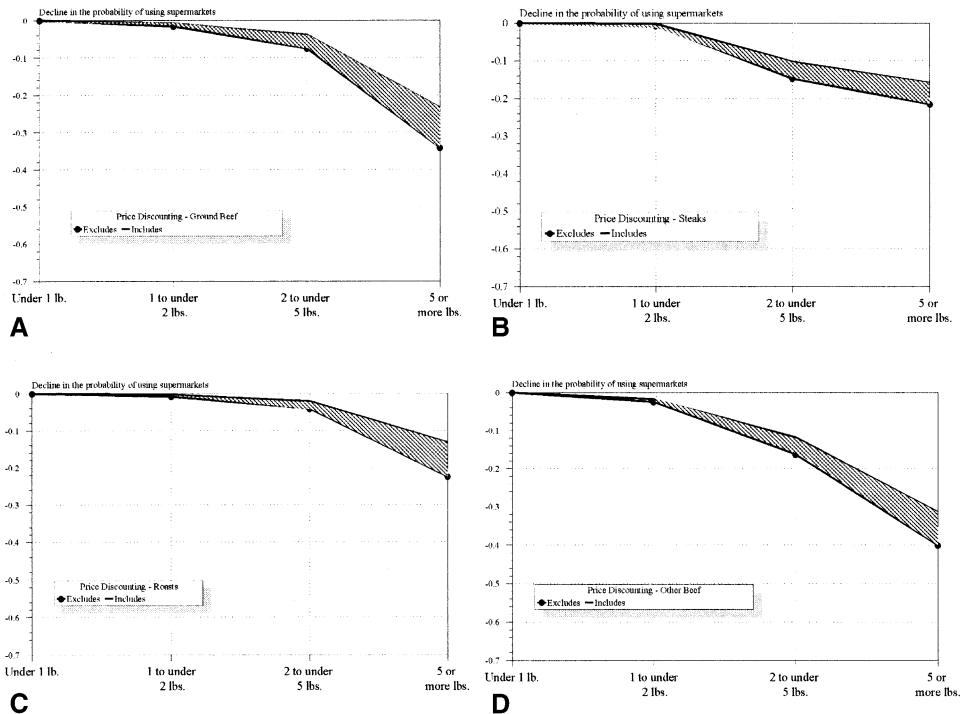 Decline in the probability of using supermarkets
0
-0.1
-0.2
-0.3
-0.4
-0.5
-0.6
-0.7
Price Discounting - Ground Beef
Excludes Includes
Under 1 lb. 1 to under 2 to under 5 or
2 lbs. 5 lbs. more lbs.
A
Decline in the probability of using supermarkets
0
-0.1
-0.2
-0.3
-0.4
-0.5
-0.6
-0.7
Price Discounting - Steaks
Excludes Includes
Under 1 lb. 1 to under 2 to under 5 or
2 lbs. 5 lbs. more lbs.
B
Decline in the probability of using supermarkets
0
-0.1
-0.2
-0.3
-0.4
-0.5
-0.6
-0.7
Price Discounting - Roasts
Excludes Includes
Under 1 lb. 1 to under 2 to under 5 or
2 lbs. 5 lbs. more lbs.
C
Decline in the probability of using supermarkets
0
-0.1
-0.2
-0.3
-0.4
-0.5
-0.6
-0.7
Price Discounting - Other Beef
Excludes Includes
Under 1 lb. 1 to under 2 to under 5 or
2 lbs. 5 lbs. more lbs.
D